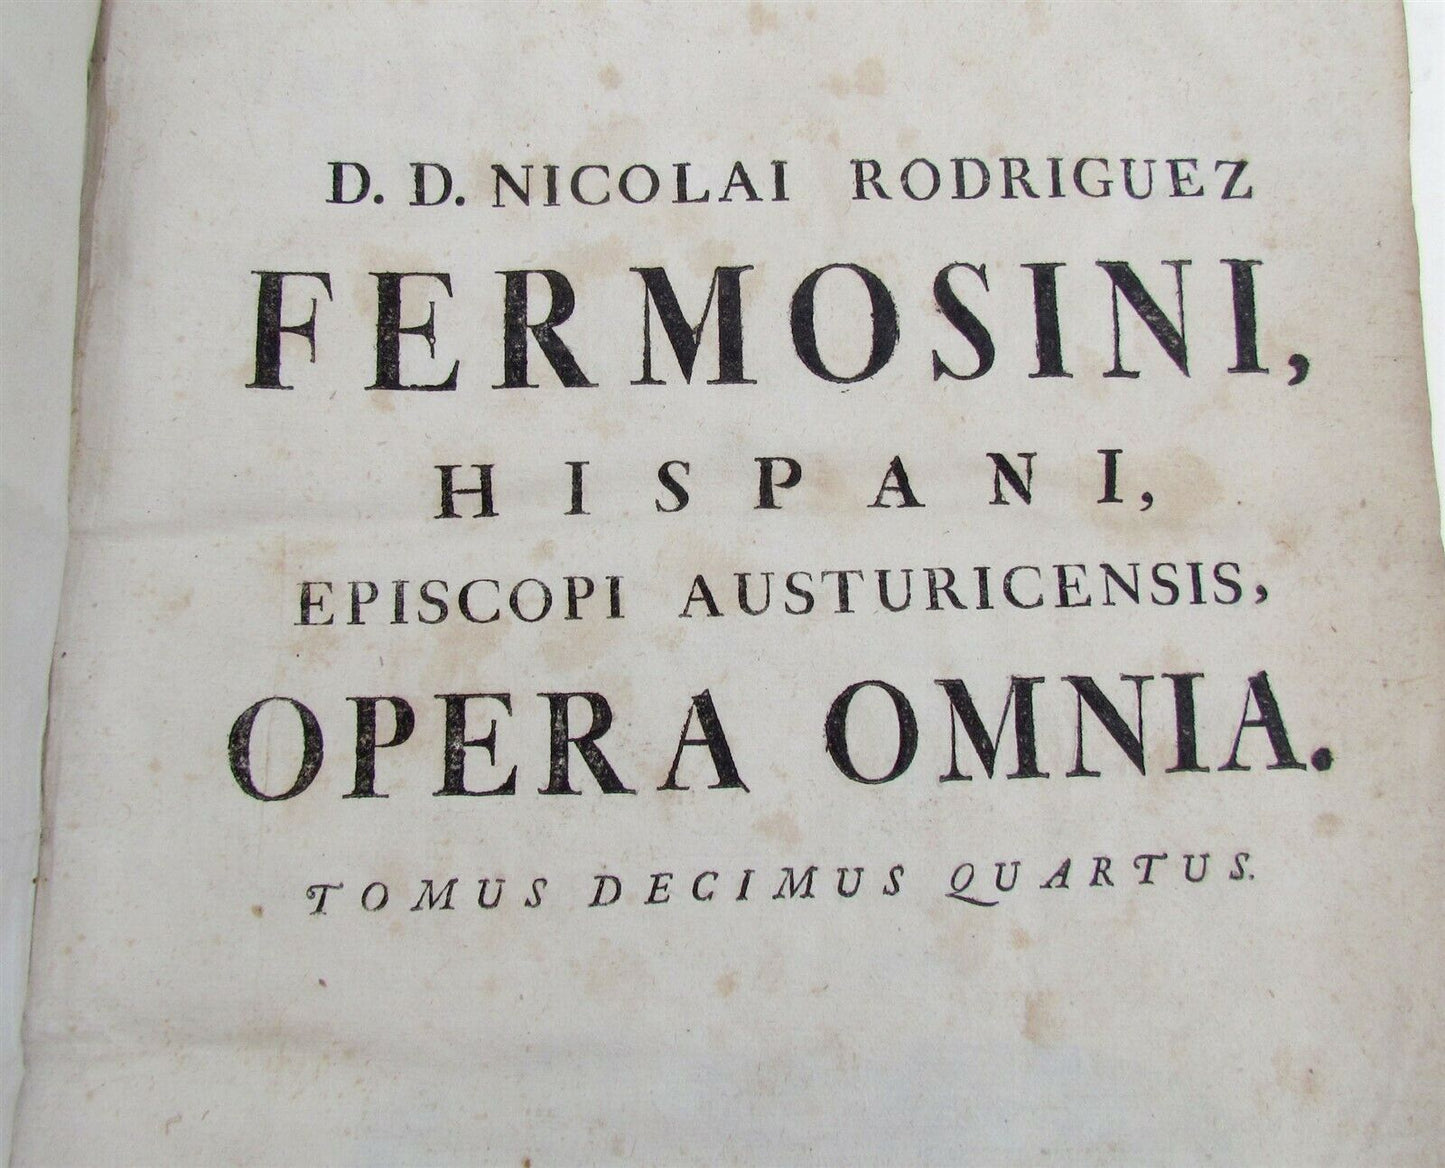 D. D. NICOLAI RODRIGUEZ
FERMOSINI,
HISPANI,
EPISCOPI AUSTURICENSIS,
OPERA OMNIA.
TOMUS DECIMUS QUARTUS.